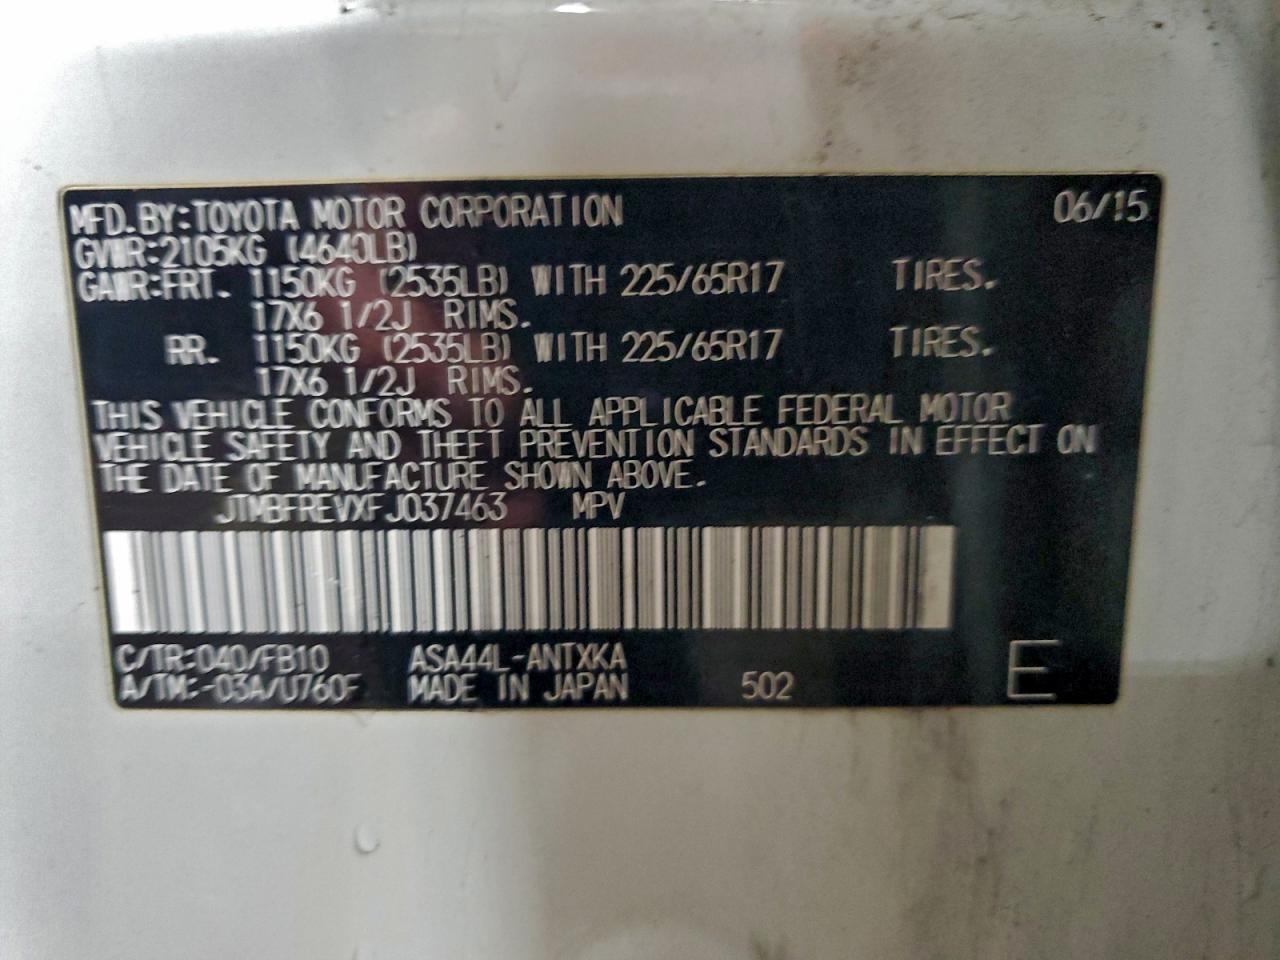 MFD.BY:TOYOTA MOTOR CORPORATION 06/15
GVWR:2105KG (4640LB)
GAWR:FRT. 1150KG (2535LB) WITH 225/65R17 TIRES.
17X6 1/2J RIMS.
RR. 1150KG (2535LB) WITH 225/65R17 TIRES.
17X6 1/2J RIMS.
THIS VEHICLE CONFORMS TO ALL APPLICABLE FEDERAL MOTOR
VEHICLE SAFETY AND THEFT PREVENTION STANDARDS IN EFFECT ON
THE DATE OF MANUFACTURE SHOWN ABOVE.
JTMBFREVXFJ037463 MPV
C/TR:040/FB10 ASA44L-ANTXKA
A/TM:-03A/U760F MADE IN JAPAN 502 E